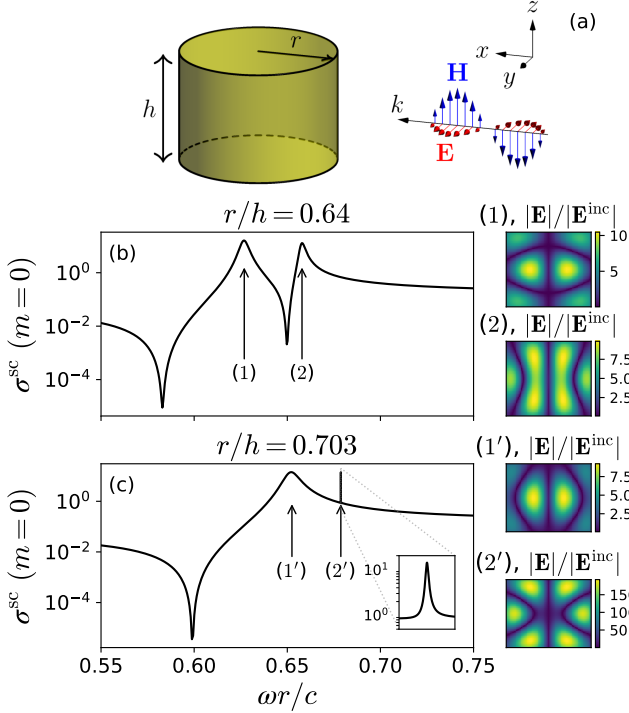 r
h
z
(a)
x
y
H
k
E
r/h = 0.64
(1), |E|/|E^inc|
(b)
10
5
10^0
10^−2
10^−4
σ^sc (m=0)
(1)
(2)
(2), |E|/|E^inc|
7.5
5.0
2.5
r/h = 0.703
(1′), |E|/|E^inc|
(c)
7.5
5.0
2.5
10^0
10^−2
10^−4
σ^sc (m=0)
(1′)
(2′)
10^1
10^0
(2′), |E|/|E^inc|
150
100
50
0.55
0.60
0.65
0.70
0.75
ωr/c